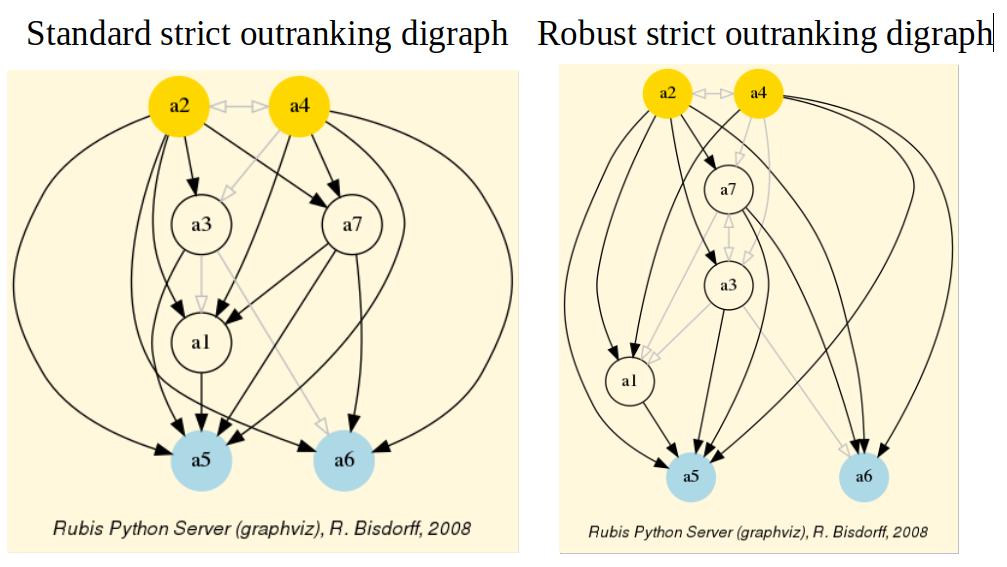 Standard strict outranking digraph
a2 a4
a3 a7
a1
a5 a6
Rubis Python Server (graphviz), R. Bisdorff, 2008
Robust strict outranking digraph
a2 a4
a7
a3
a1
a5 a6
Rubis Python Server (graphviz), R. Bisdorff, 2008